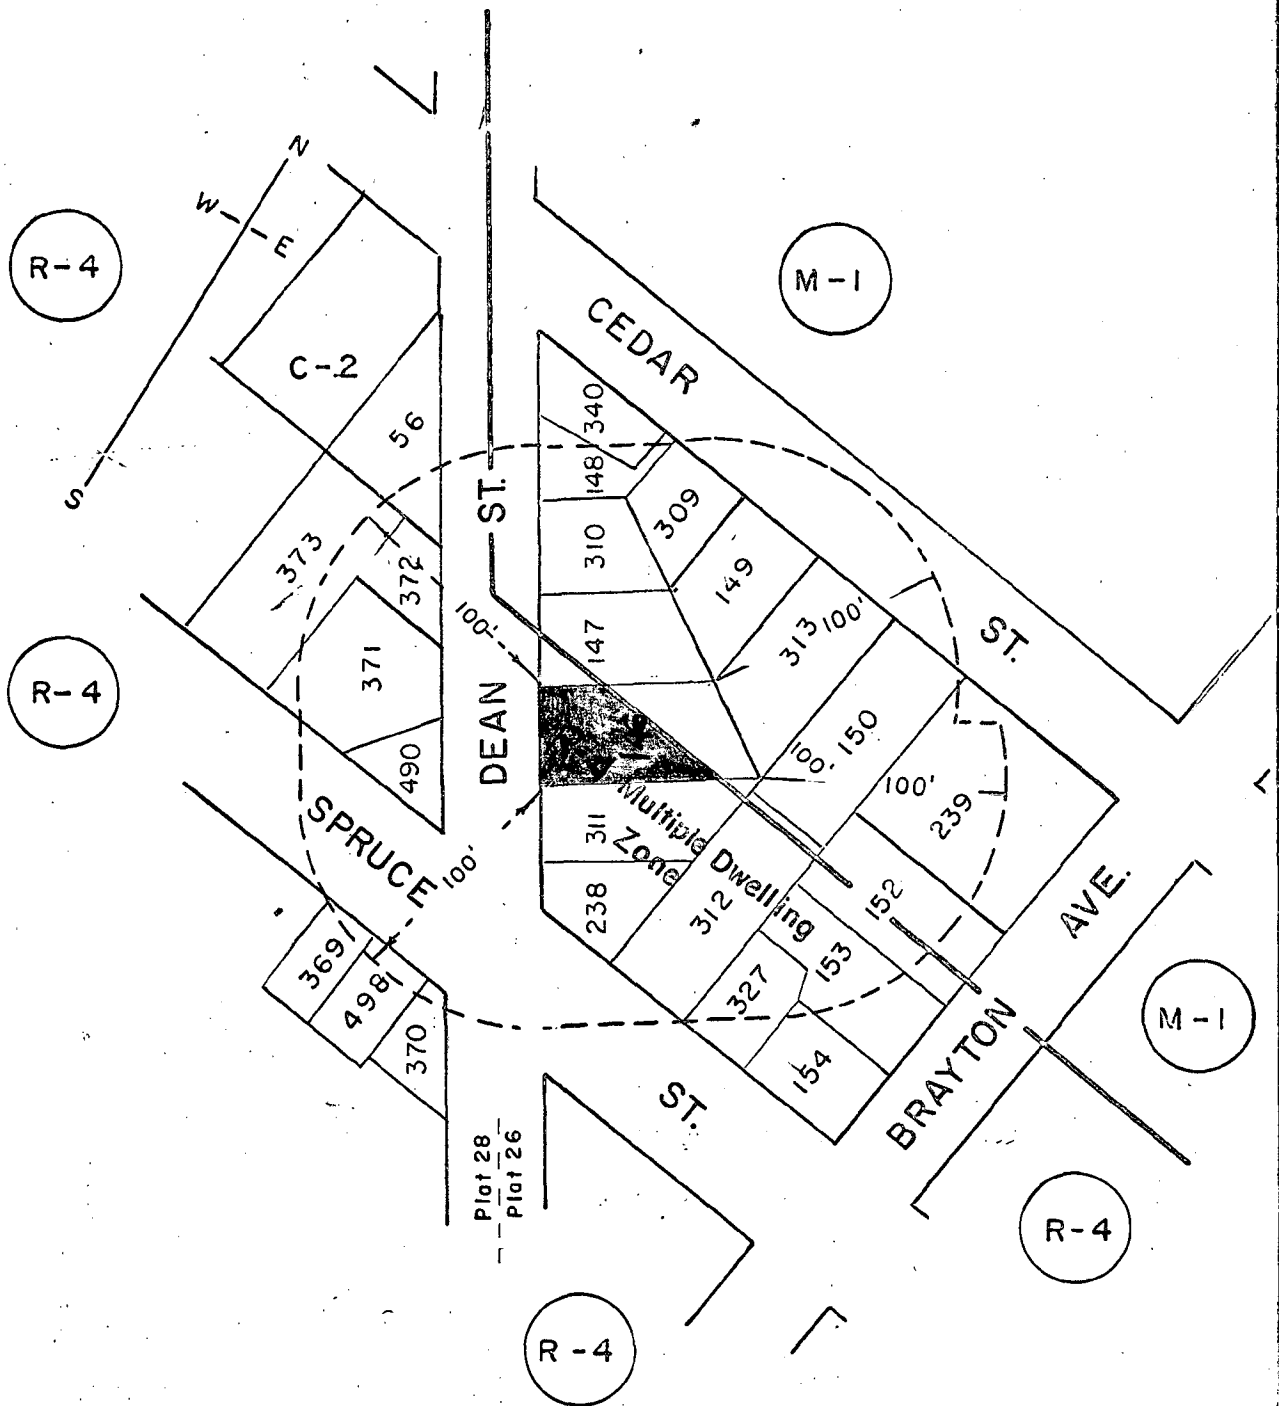 N
W
E
S
R-4
M-1
CEDAR
ST.
C-2
56
340
148
309
310
149
373
372
ST.
DEAN
100'
147
313
100'
371
R-4
490
150
100'
100'
239
SPRUCE
100'
311
Multiple Dwelling
Zone
238
312
152
AVE.
153
327
369
498
370
154
M-1
BRAYTON
ST.
Plat 28
Plat 26
R-4
R-4